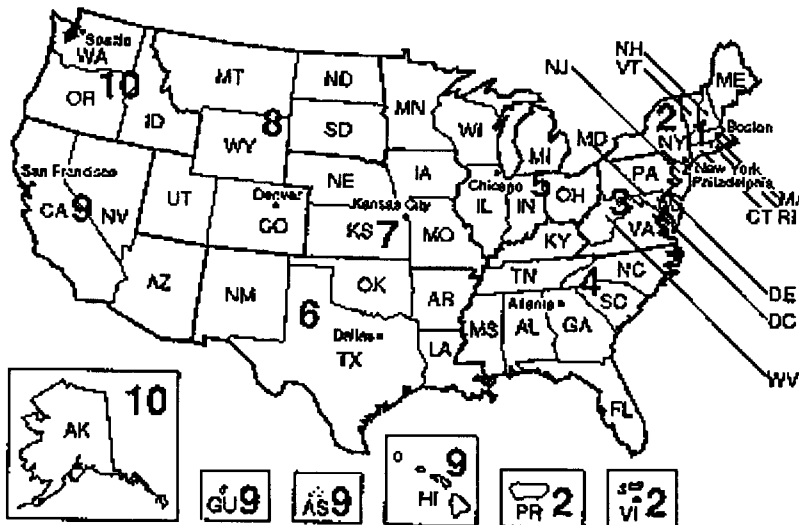 NH
VT
NJ
ME
Seattle
WA
10
MT
ND
MN
OR
ID
8
WY
SD
WI
MI
MD
2
NY
1
Boston
New York
Philadelphia
San Francisco
CA
9
NV
UT
Denver
CO
NE
IA
Kansas City
KS
7
MO
Chicago
IL
IN
5
OH
PA
3
VA
KY
MA
CT RI
AZ
NM
OK
AR
TN
NC
4
SC
6
Dallas
TX
LA
MS
Atlanta
AL
GA
FL
DE
DC
WV
AK
10
GU 9
AS 9
HI
9
PR 2
VI 2